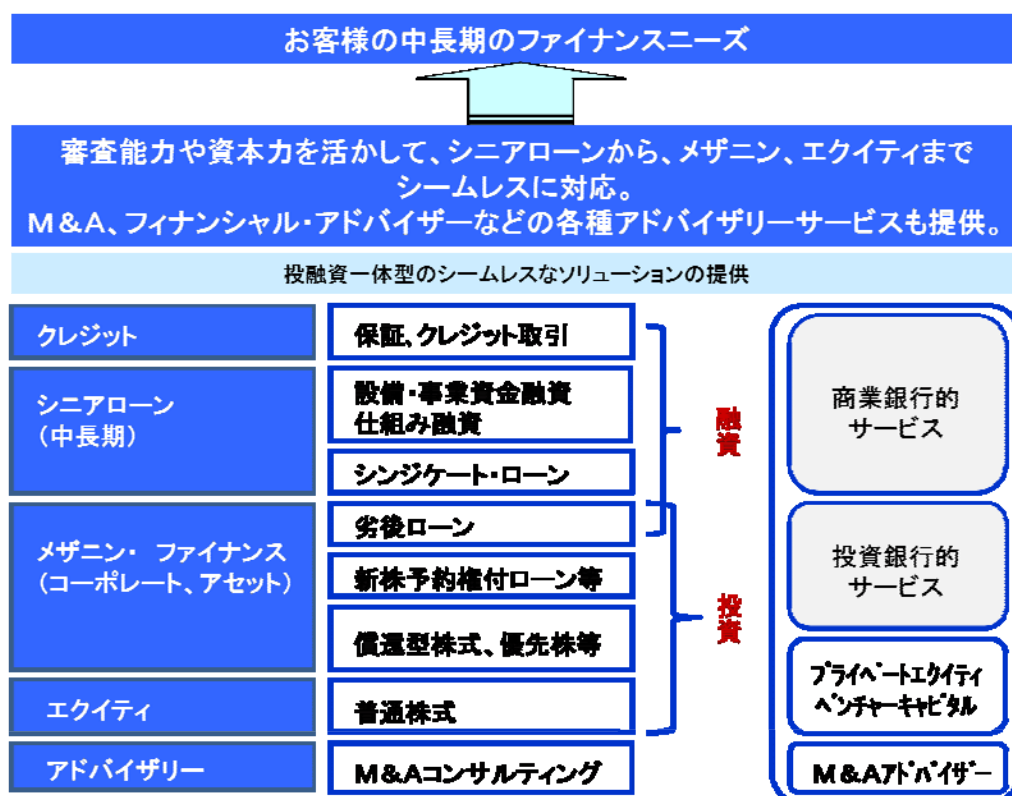 お客様の中長期のファイナンスニーズ
審査能力や資本力を活かして、シニアローンから、メザニン、エクイティまで
シームレスに対応。
M&A、フィナンシャル・アドバイザーなどの各種アドバイザリーサービスも提供。
投融資一体型のシームレスなソリューションの提供
クレジット
保証、クレジット取引
シニアローン
（中長期）
設備・事業資金融資
仕組み融資
シンジケート・ローン
融資
商業銀行的
サービス
メザニン・ ファイナンス
（コーポレート、アセット）
劣後ローン
新株予約権付ローン等
償還型株式、優先株等
投資
投資銀行的
サービス
エクイティ
普通株式
プライベートエクイティ
ベンチャーキャピタル
アドバイザリー
M&Aコンサルティング
M&Aアドバイザー